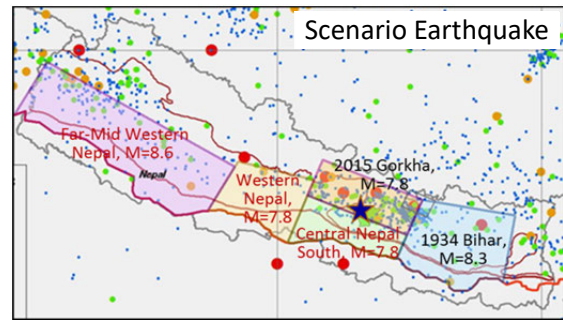 Scenario Earthquake
Far-Mid Western
Nepal, M=8.6
Nepal
Western
Nepal,
M=7.8
2015 Gorkha,
M=7.8
Central Nepal
South, M=7.8
1934 Bihar,
M=8.3